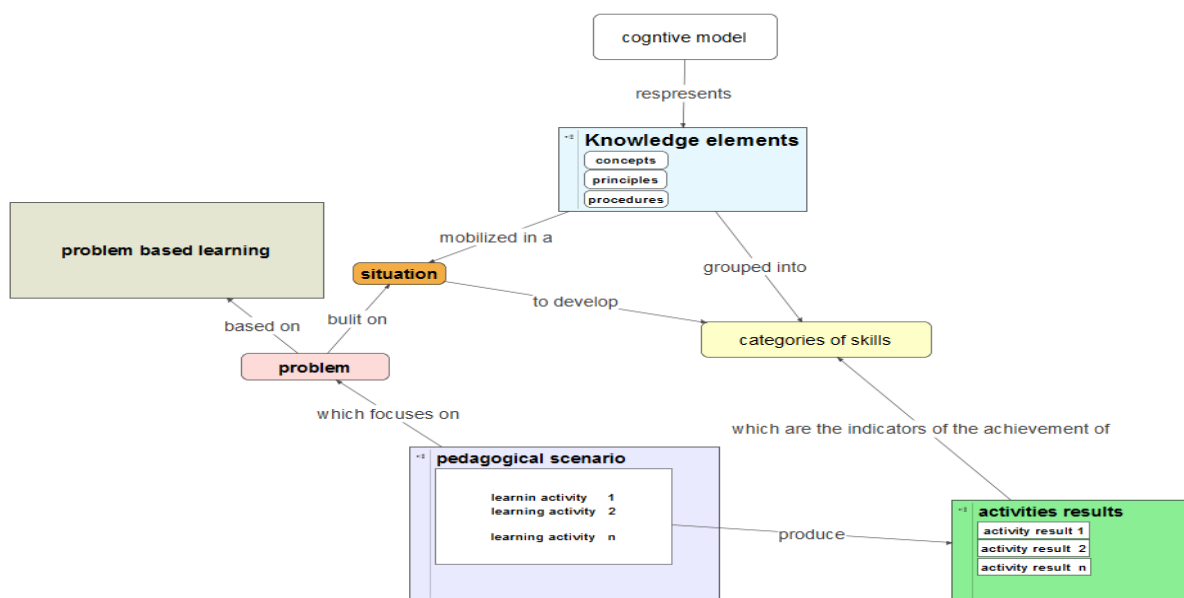 cogntive model
respresents
Knowledge elements
concepts
principles
procedures
mobilized in a
grouped into
problem based learning
situation
to develop
based on
bulit on
categories of skills
problem
which focuses on
which are the indicators of the achievement of
pedagogical scenario
learnin activity 1
learning activity 2
learning activity n
produce
activities results
activity result 1
activity result 2
activity result n